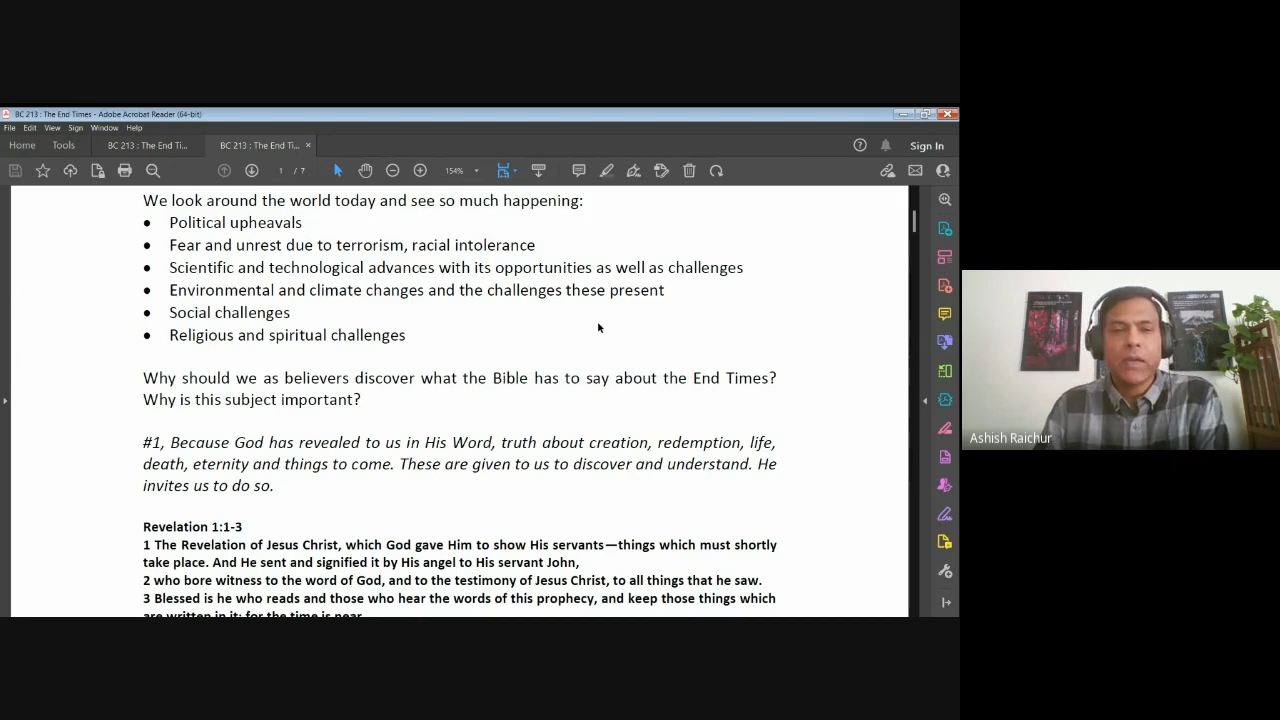 BC 213 : The End Times - Adobe Acrobat Reader (64-bit)
File Edit View Sign Window Help
Home Tools BC 213 : The End Ti... BC 213 : The End Ti... × Sign In
1 / 7 154%
We look around the world today and see so much happening:
• Political upheavals
• Fear and unrest due to terrorism, racial intolerance
• Scientific and technological advances with its opportunities as well as challenges
• Environmental and climate changes and the challenges these present
• Social challenges
• Religious and spiritual challenges
Why should we as believers discover what the Bible has to say about the End Times?
Why is this subject important?
#1, Because God has revealed to us in His Word, truth about creation, redemption, life,
death, eternity and things to come. These are given to us to discover and understand. He
invites us to do so.
Revelation 1:1-3
1 The Revelation of Jesus Christ, which God gave Him to show His servants—things which must shortly
take place. And He sent and signified it by His angel to His servant John,
2 who bore witness to the word of God, and to the testimony of Jesus Christ, to all things that he saw.
3 Blessed is he who reads and those who hear the words of this prophecy, and keep those things which
are written in it; for the time is near.
Ashish Raichur